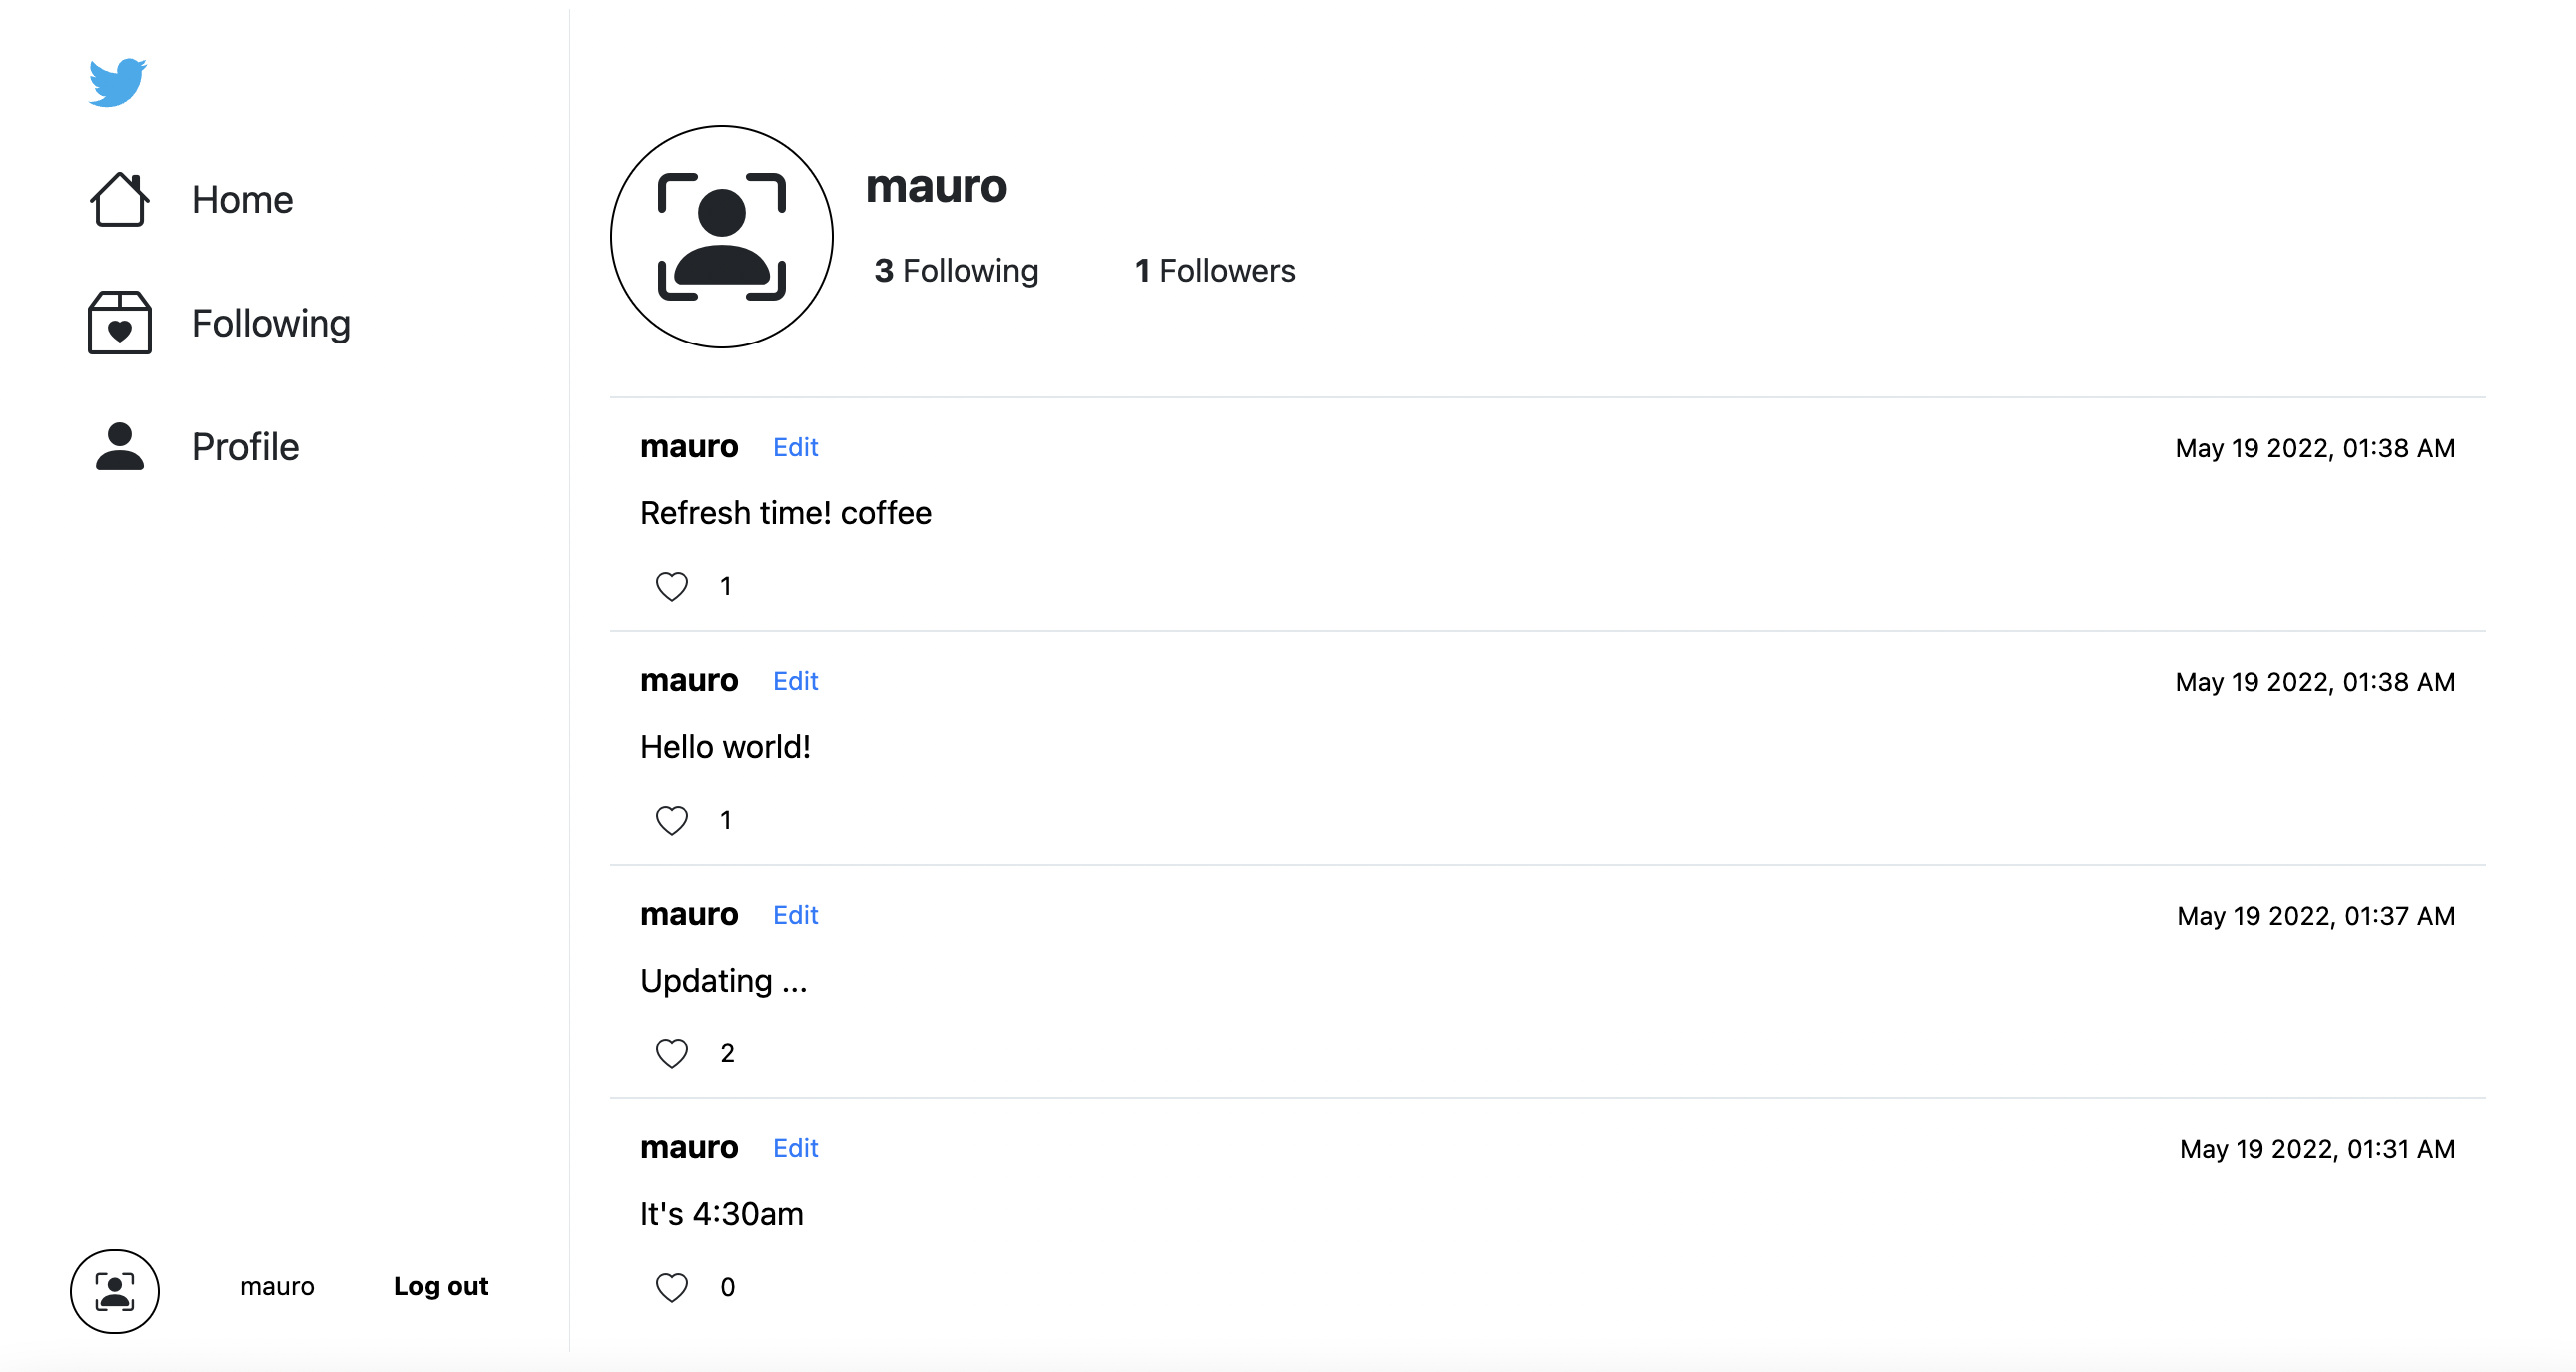 Home
Following
Profile
mauro Log out
mauro
3 Following 1 Followers
mauro Edit May 19 2022, 01:38 AM
Refresh time! coffee
1
mauro Edit May 19 2022, 01:38 AM
Hello world!
1
mauro Edit May 19 2022, 01:37 AM
Updating ...
2
mauro Edit May 19 2022, 01:31 AM
It's 4:30am
0